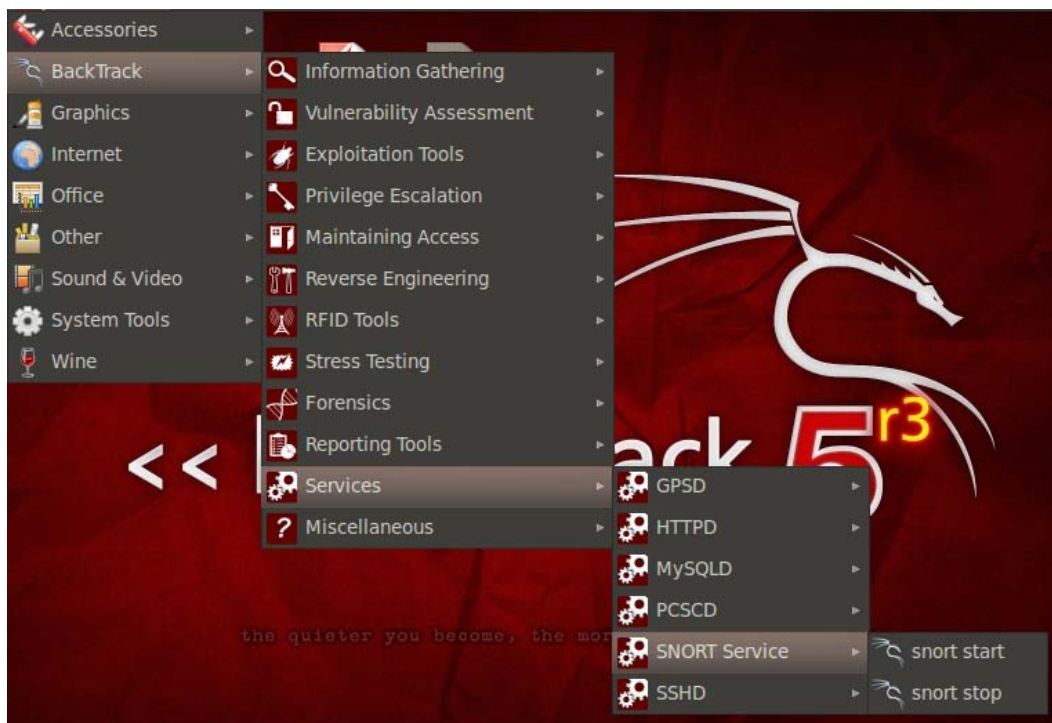 Accessories
BackTrack
Graphics
Internet
Office
Other
Sound & Video
System Tools
Wine
Information Gathering
Vulnerability Assessment
Exploitation Tools
Privilege Escalation
Maintaining Access
Reverse Engineering
RFID Tools
Stress Testing
Forensics
Reporting Tools
Services
Miscellaneous
GPSD
HTTPD
MySQLD
PCSCD
SNORT Service
SSHD
snort start
snort stop
<< ack 5 r3
the quieter you become, the mor